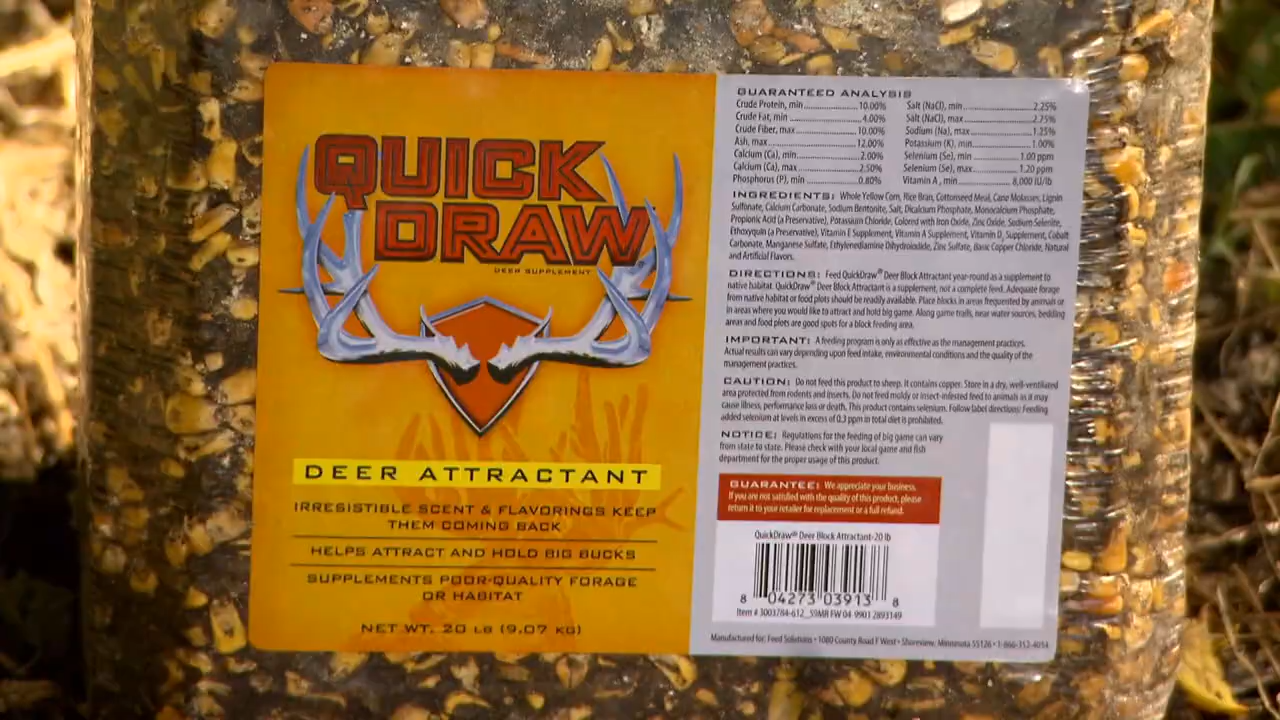 QUICK
DRAW
DEER SUPPLEMENT
DEER ATTRACTANT
IRRESISTIBLE SCENT & FLAVORINGS KEEP
THEM COMING BACK
HELPS ATTRACT AND HOLD BIG BUCKS
SUPPLEMENTS POOR-QUALITY FORAGE
OR HABITAT
NET WT. 20 LB (9.07 KG)
GUARANTEED ANALYSIS
Crude Protein, min 10.00%
Crude Fat, min 4.00%
Crude Fiber, max 10.00%
Ash, max 12.00%
Calcium (Ca), min 2.00%
Calcium (Ca), max 2.50%
Phosphorus (P), min 0.80%
Salt (NaCl), min 2.25%
Salt (NaCl), max 2.75%
Sodium (Na), max 1.25%
Potassium (K), min 1.00%
Selenium (Se), min 1.00 ppm
Selenium (Se), max 1.20 ppm
Vitamin A, min 8,000 IU/lb
INGREDIENTS: Whole Yellow Corn, Rice Bran, Cottonseed Meal, Cane Molasses, Lignin
Sulfonate, Calcium Carbonate, Sodium Bentonite, Salt, Dicalcium Phosphate, Monocalcium Phosphate,
Propionic Acid (a Preservative), Potassium Chloride, Colored with Iron Oxide, Zinc Oxide, Sodium Selenite,
Ethoxyquin (a Preservative), Vitamin E Supplement, Vitamin A Supplement, Vitamin D3 Supplement, Cobalt
Carbonate, Manganese Sulfate, Ethylenediamine Dihydroiodide, Zinc Sulfate, Basic Copper Chloride, Natural
and Artificial Flavors.
DIRECTIONS: Feed QuickDraw® Deer Block Attractant year-round as a supplement to
native habitat. QuickDraw® Deer Block Attractant is a supplement, not a complete feed. Adequate forage
from native habitat or food plots should be readily available. Place blocks in areas frequented by animals or
in areas where you would like to attract and hold big game. Along game trails, near water sources, bedding
areas and food plots are good spots for a block feeding area.
IMPORTANT: A feeding program is only as effective as the management practices.
Actual results can vary depending upon feed intake, environmental conditions and the quality of the
management practices.
CAUTION: Do not feed this product to sheep. It contains copper. Store in a dry, well-ventilated
area protected from rodents and insects. Do not feed moldy or insect-infested feed to animals as it may
cause illness, performance loss or death. This product contains selenium. Follow label directions: Feeding
added selenium at levels in excess of 0.3 ppm in total diet is prohibited.
NOTICE: Regulations for the feeding of big game can vary
from state to state. Please check with your local game and fish
department for the proper usage of this product.
GUARANTEE: We appreciate your business.
If you are not satisfied with the quality of this product, please
return it to your retailer for replacement or a full refund.
QuickDraw® Deer Block Attractant-20 lb
8 04273 03913 8
Item # 3003784-612_59MR FW 04 9901 2893149
Manufactured for: Feed Solutions • 1080 County Road F West • Shoreview, Minnesota 55126 • 1-866-352-4014